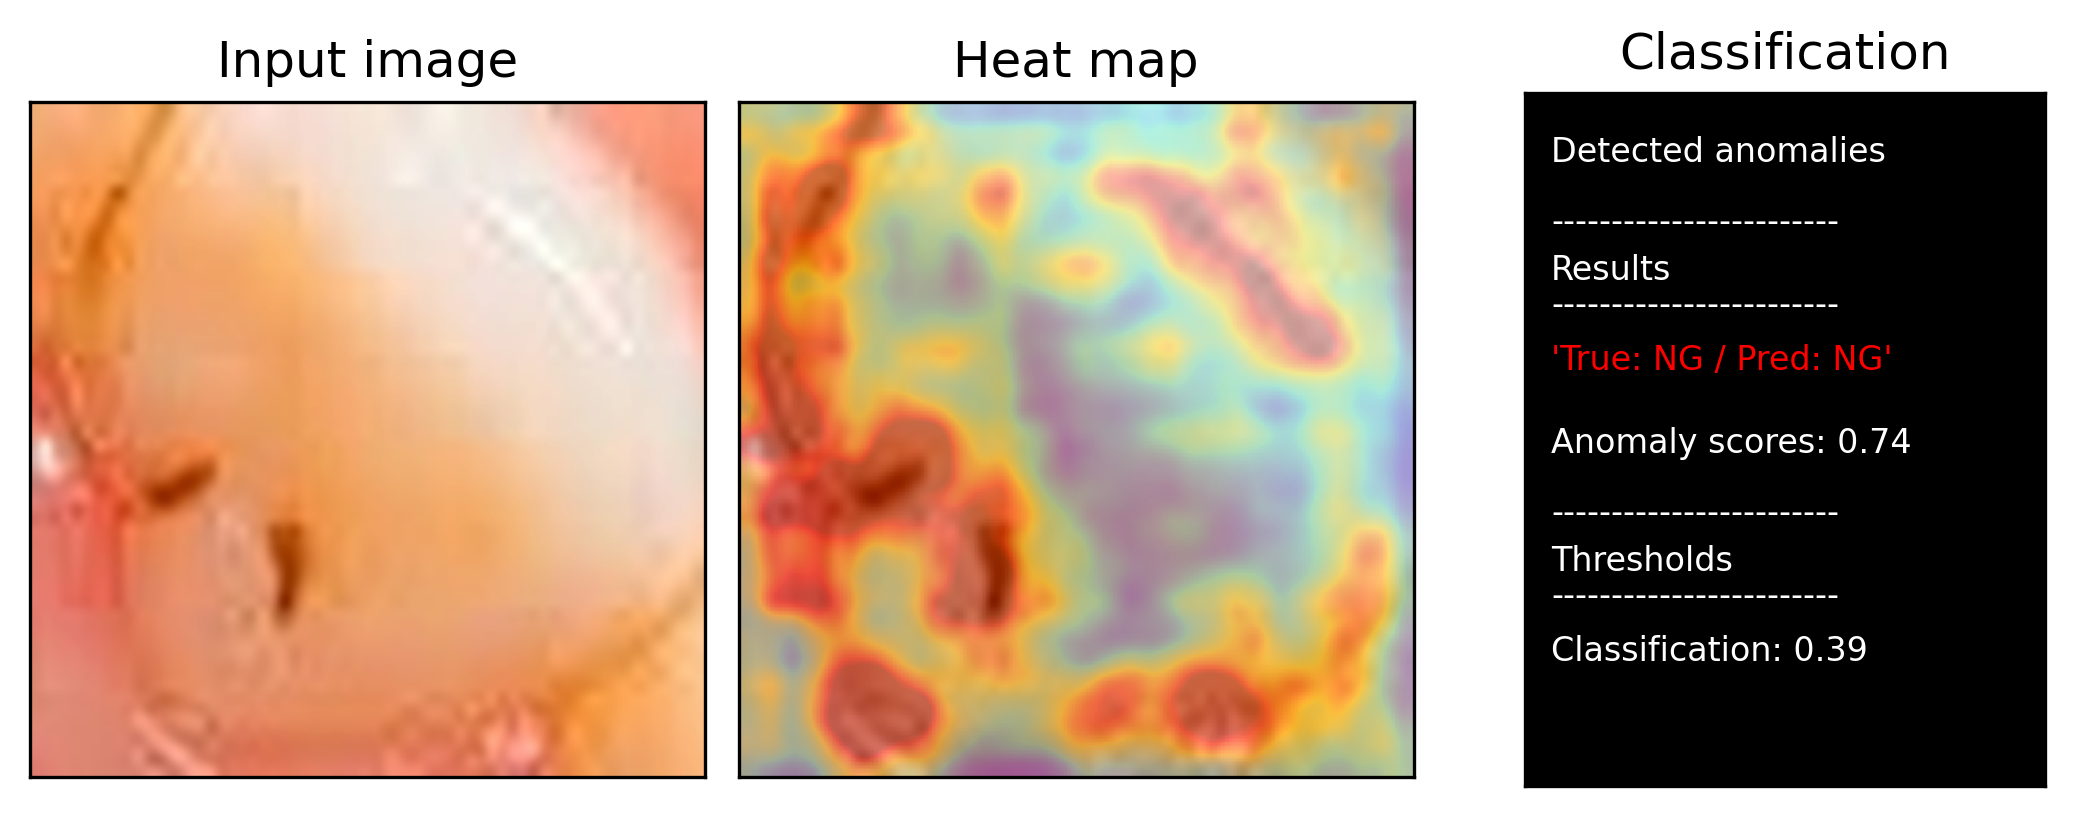 Input image
Heat map
Classification
Detected anomalies
------------------------
Results
------------------------
'True: NG / Pred: NG'
Anomaly scores: 0.74
------------------------
Thresholds
------------------------
Classification: 0.39